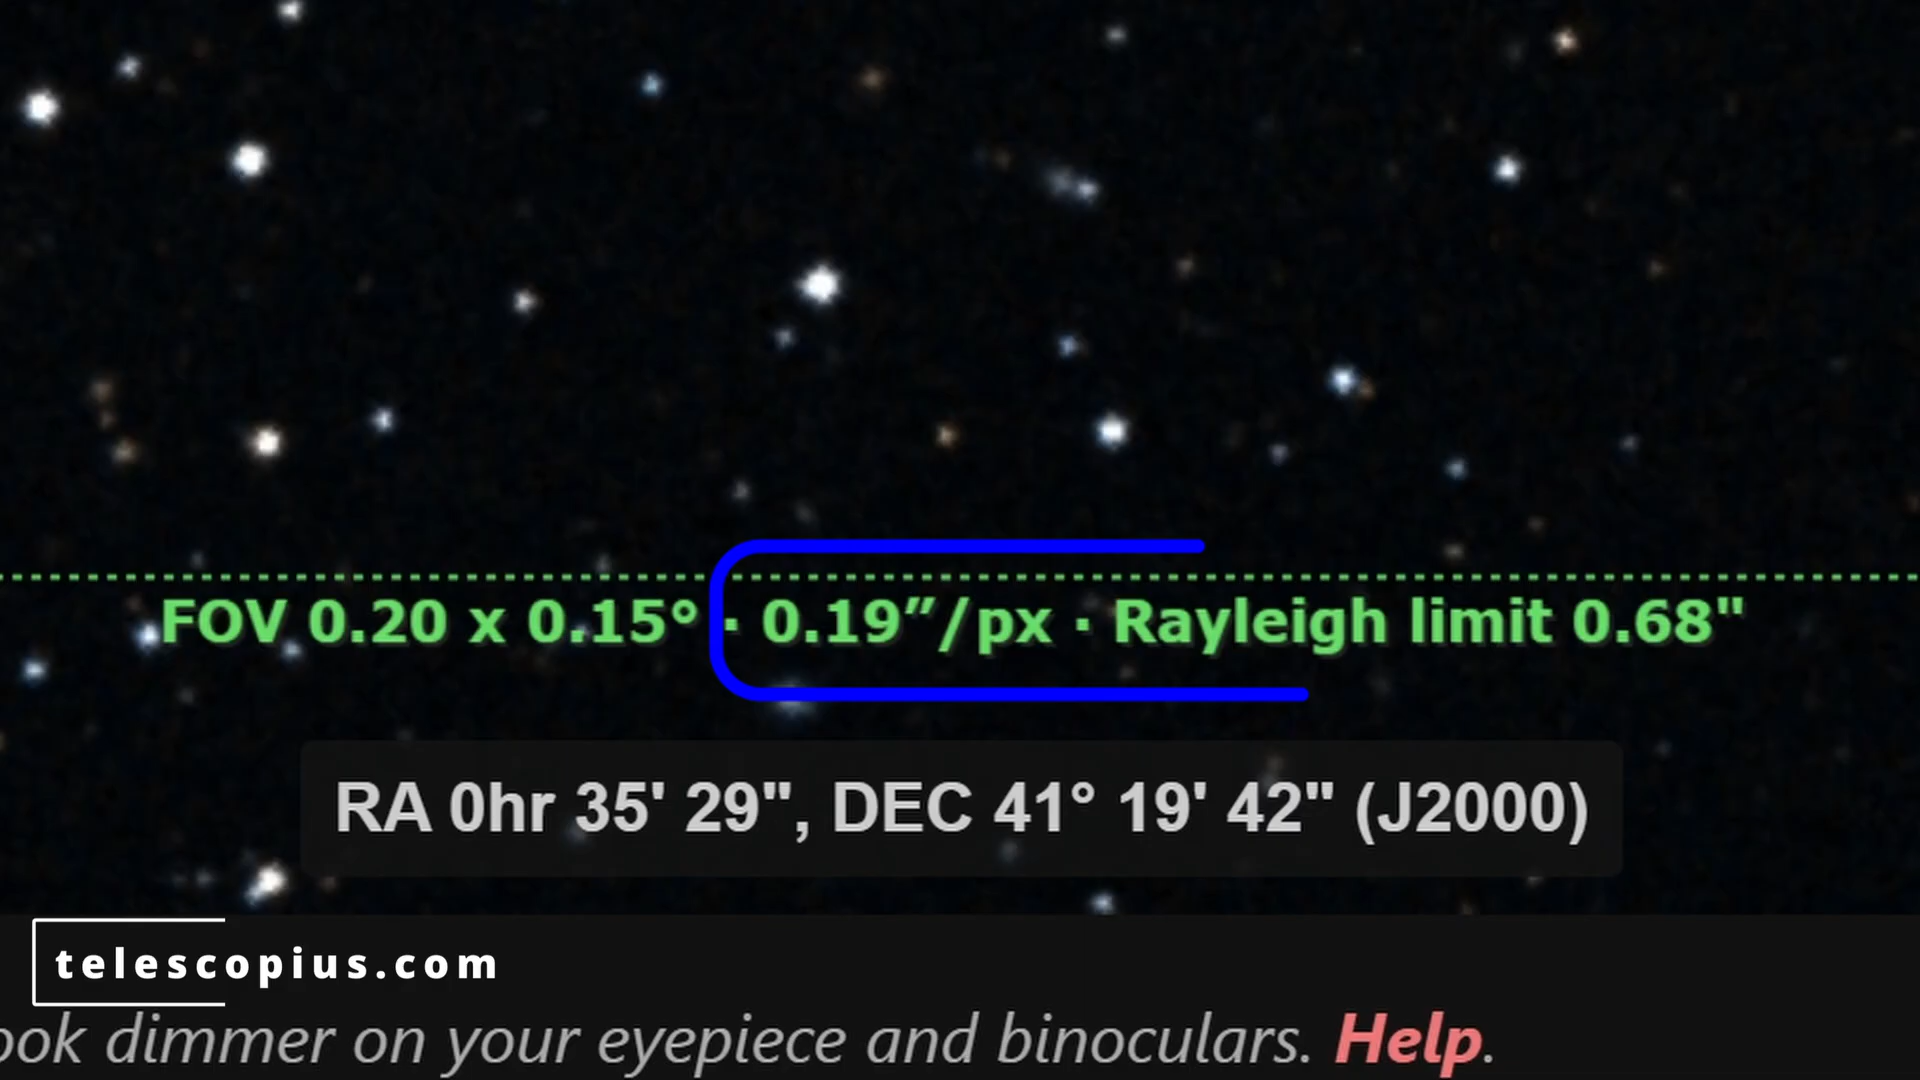 FOV 0.20 x 0.15° · 0.19″/px · Rayleigh limit 0.68"
RA 0hr 35' 29", DEC 41° 19' 42" (J2000)
telescopius.com
ook dimmer on your eyepiece and binoculars. Help.